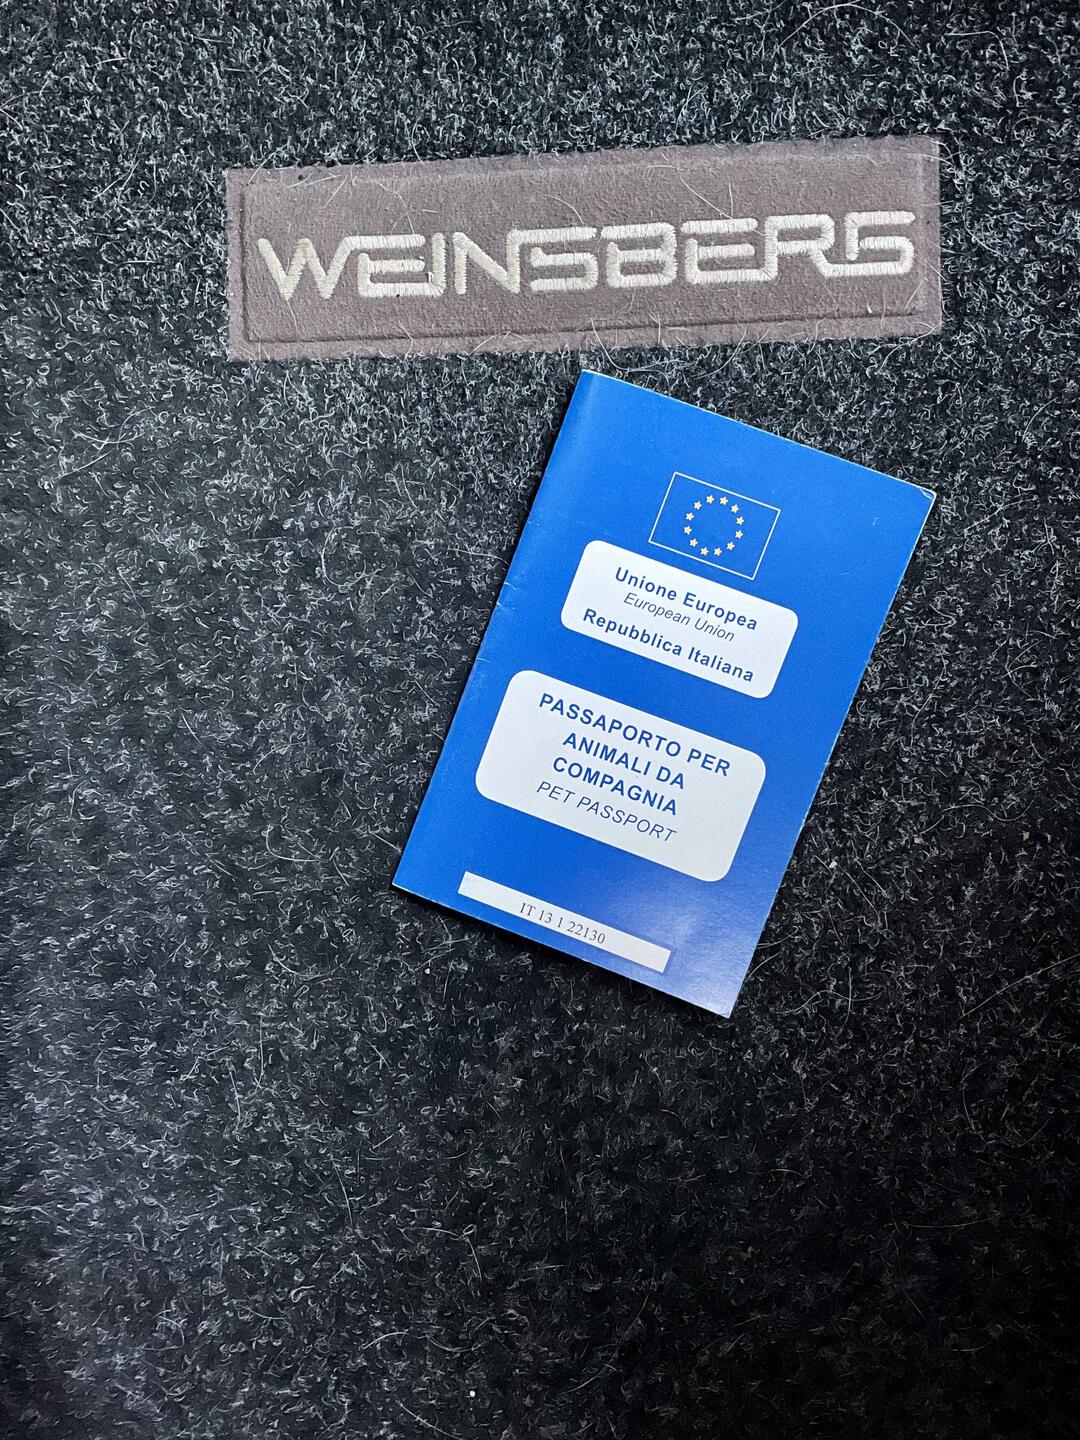 WEINSBERG
Unione Europea
European Union
Repubblica Italiana
PASSAPORTO PER
ANIMALI DA
COMPAGNIA
PET PASSPORT
IT 13 1 22130